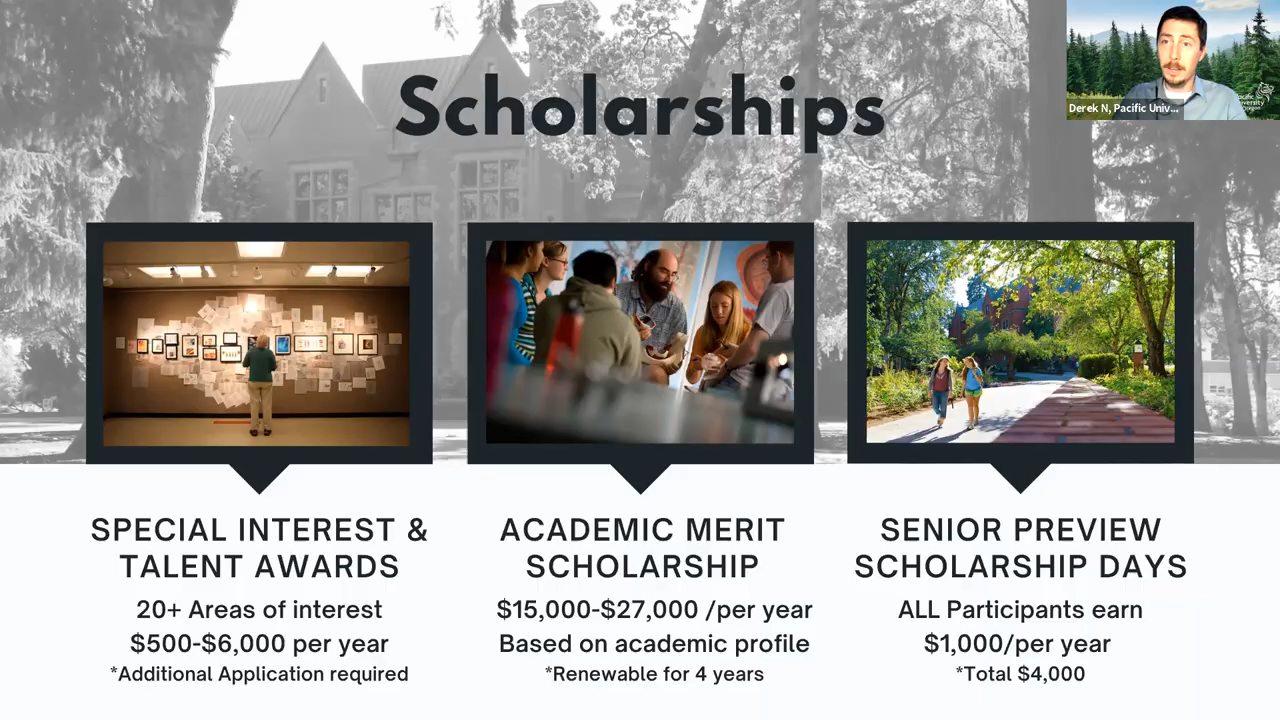 Scholarships
Derek N, Pacific Univ...
SPECIAL INTEREST &
TALENT AWARDS
20+ Areas of interest
$500-$6,000 per year
*Additional Application required
ACADEMIC MERIT
SCHOLARSHIP
$15,000-$27,000 /per year
Based on academic profile
*Renewable for 4 years
SENIOR PREVIEW
SCHOLARSHIP DAYS
ALL Participants earn
$1,000/per year
*Total $4,000